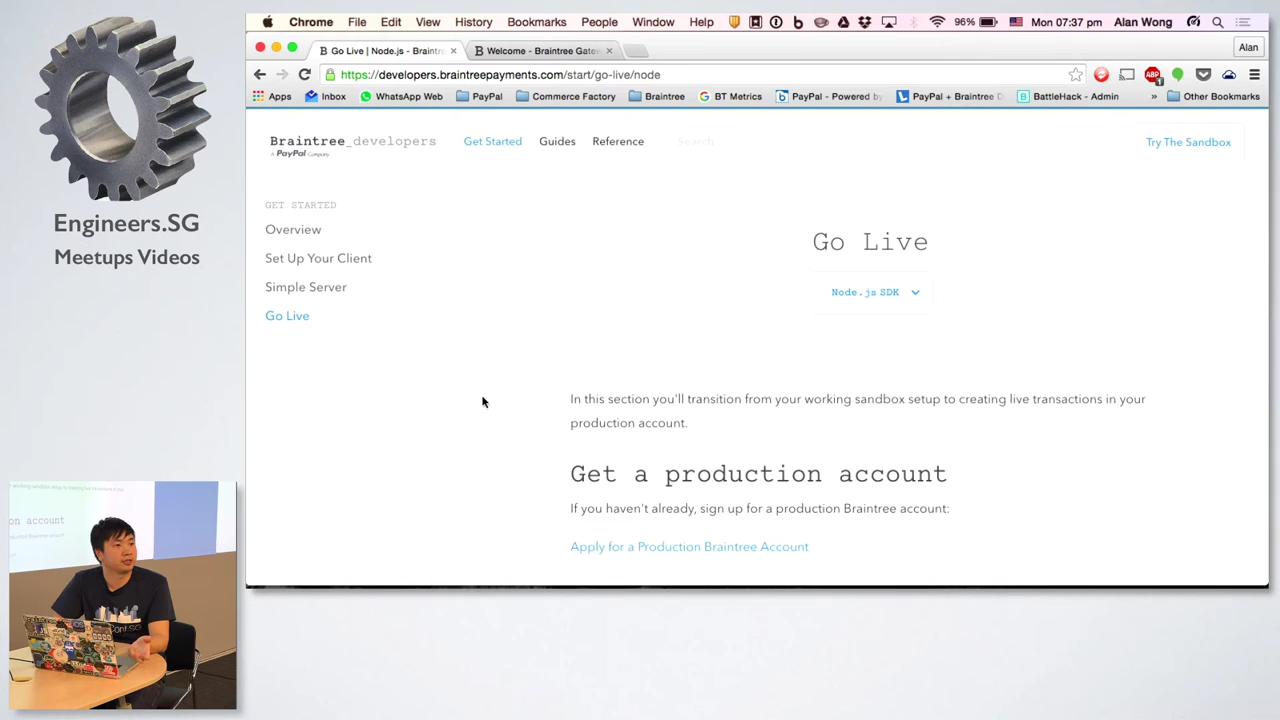 Engineers.SG
Meetups Videos
Chrome File Edit View History Bookmarks People Window Help 96% Mon 07:37 pm Alan Wong
Go Live | Node.js - Braintre
Welcome - Braintree Gatew
Alan
https://developers.braintreepayments.com/start/go-live/node
ABP
1
Apps Inbox WhatsApp Web PayPal Commerce Factory Braintree BT Metrics PayPal - Powered by PayPal + Braintree D BattleHack - Admin » Other Bookmarks
Braintree_developers
A PayPal Company
Get Started Guides Reference Search Try The Sandbox
GET STARTED
Overview
Set Up Your Client
Simple Server
Go Live
Go Live
Node.js SDK
In this section you'll transition from your working sandbox setup to creating live transactions in your
production account.
Get a production account
If you haven't already, sign up for a production Braintree account:
Apply for a Production Braintree Account
on account